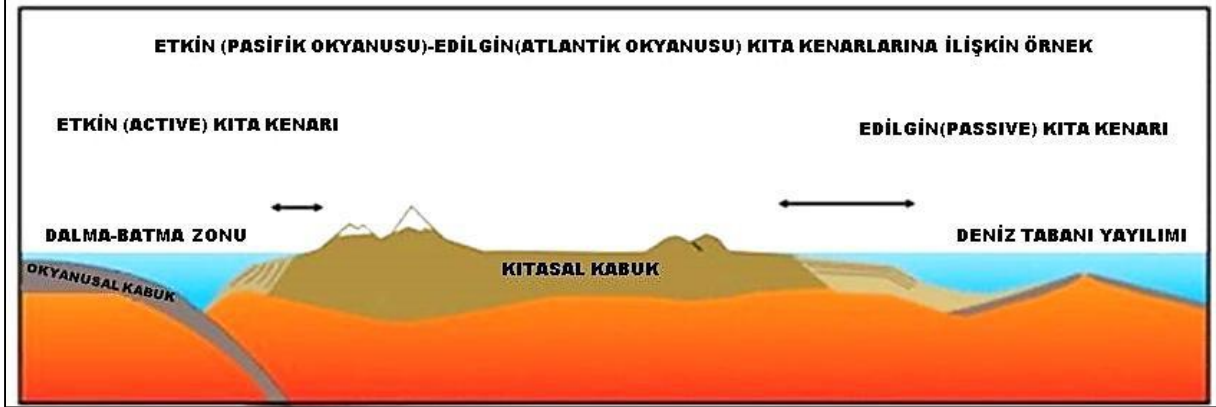 ETKİN (PASİFİK OKYANUSU)-EDİLGİN(ATLANTİK OKYANUSU) KITA KENARLARINA İLİŞKİN ÖRNEK
ETKİN (ACTIVE) KITA KENARI
EDİLGİN(PASSIVE) KITA KENARI
DALMA-BATMA ZONU
DENİZ TABANI YAYILIMI
OKYANUSAL KABUK
KITASAL KABUK